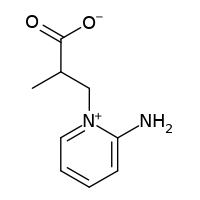 O O⁻
N⁺ NH₂